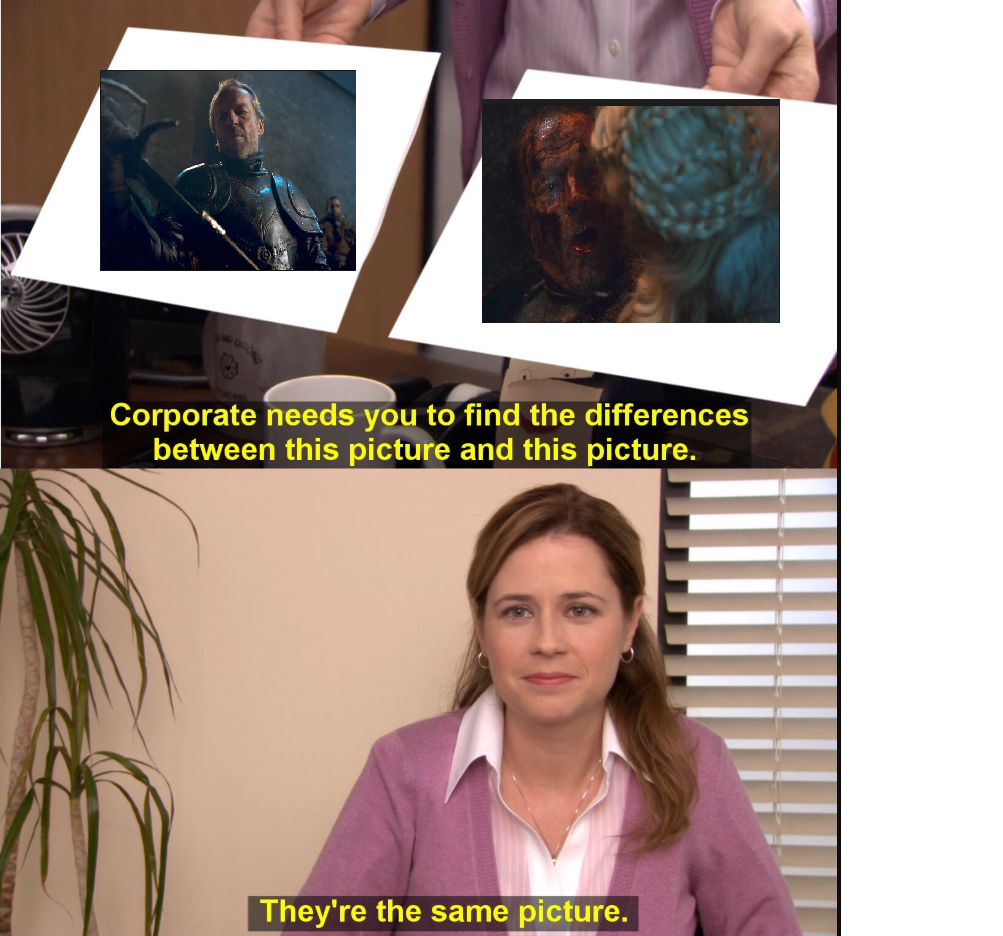 Corporate needs you to find the differences
between this picture and this picture.
They're the same picture.